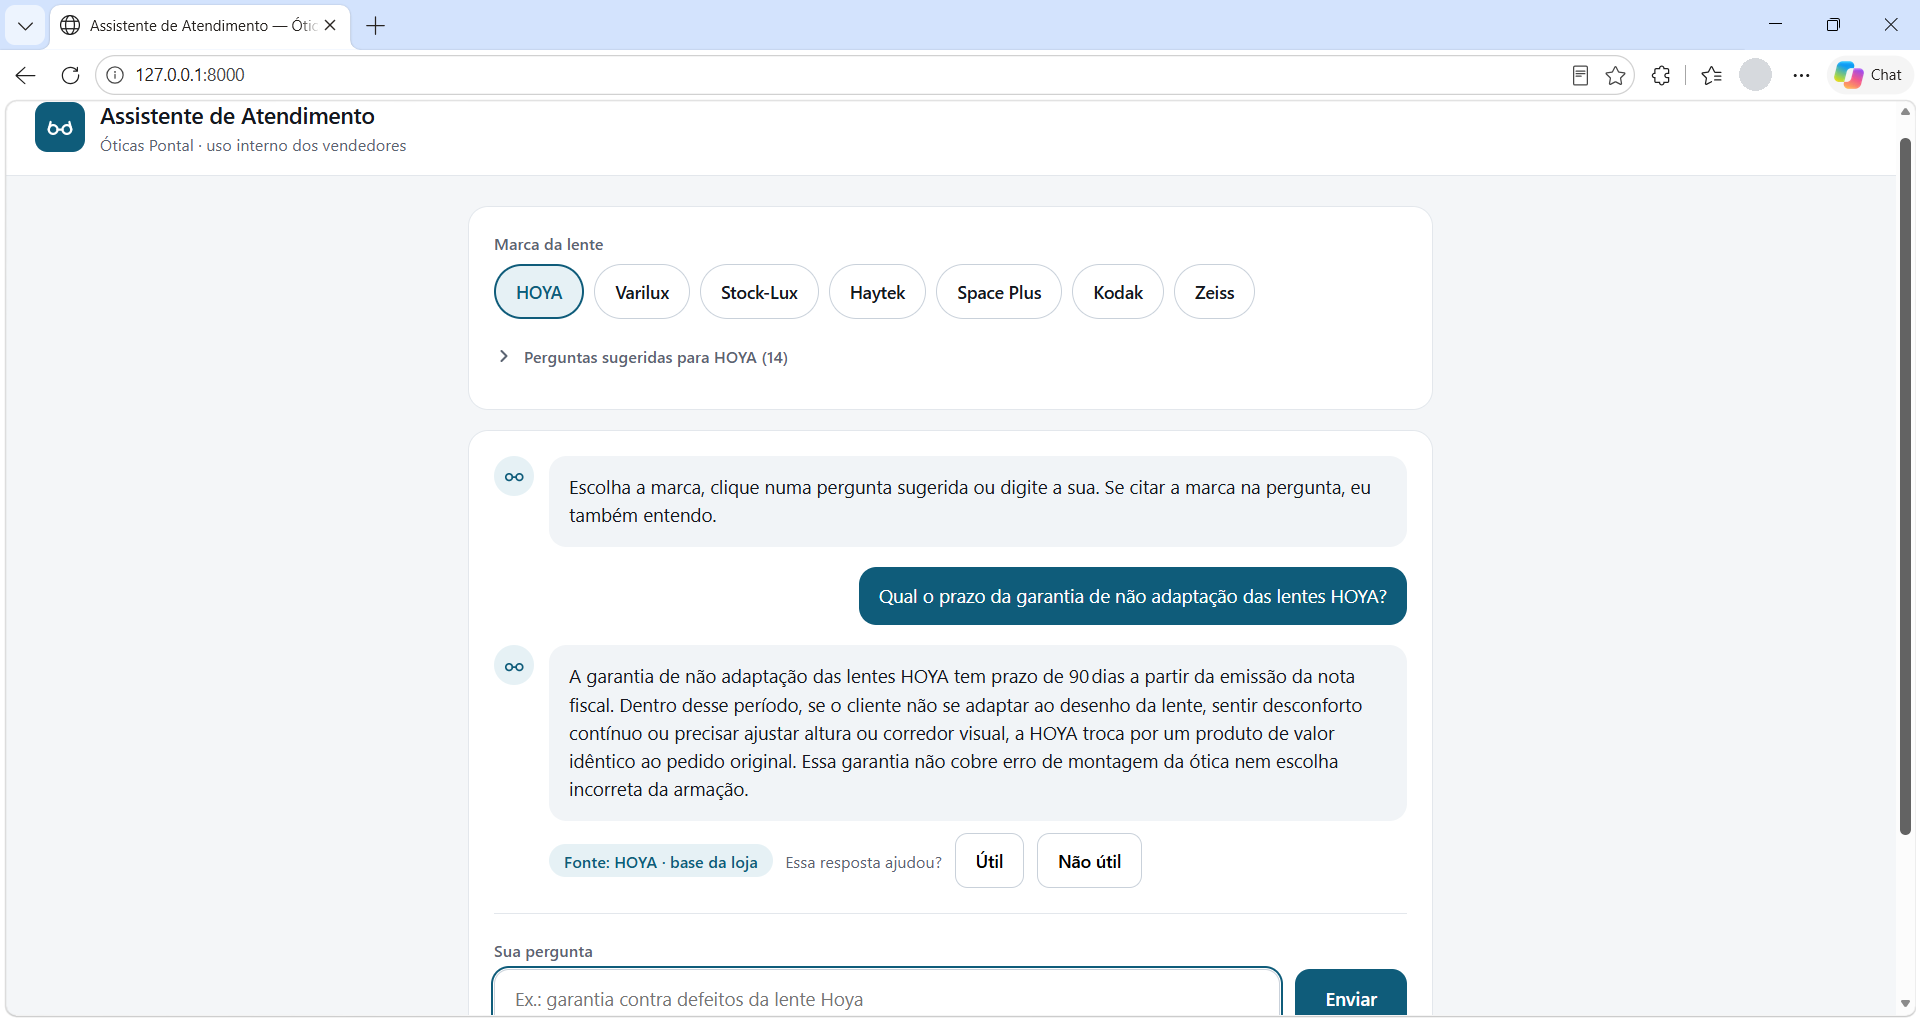 Assistente de Atendimento — Ótic
127.0.0.1:8000
Chat
Assistente de Atendimento
Óticas Pontal · uso interno dos vendedores
Marca da lente
HOYA
Varilux
Stock-Lux
Haytek
Space Plus
Kodak
Zeiss
Perguntas sugeridas para HOYA (14)
Escolha a marca, clique numa pergunta sugerida ou digite a sua. Se citar a marca na pergunta, eu
também entendo.
Qual o prazo da garantia de não adaptação das lentes HOYA?
A garantia de não adaptação das lentes HOYA tem prazo de 90 dias a partir da emissão da nota
fiscal. Dentro desse período, se o cliente não se adaptar ao desenho da lente, sentir desconforto
contínuo ou precisar ajustar altura ou corredor visual, a HOYA troca por um produto de valor
idêntico ao pedido original. Essa garantia não cobre erro de montagem da ótica nem escolha
incorreta da armação.
Fonte: HOYA · base da loja
Essa resposta ajudou?
Útil
Não útil
Sua pergunta
Ex.: garantia contra defeitos da lente Hoya
Enviar